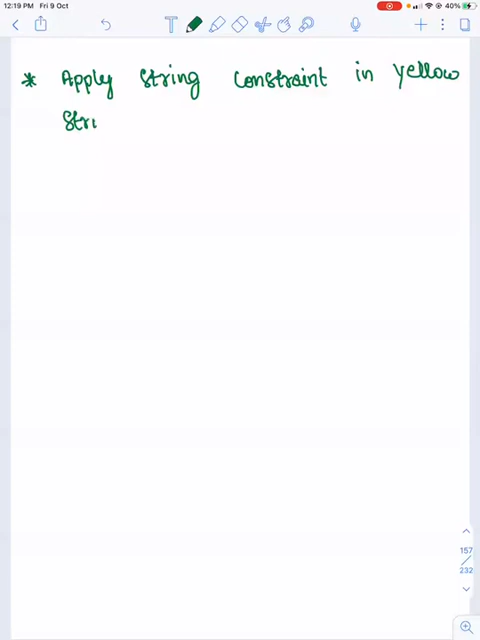 12:19 PM Fri 9 Oct 40%
* Apply string constraint in yellow
Stri
157
232